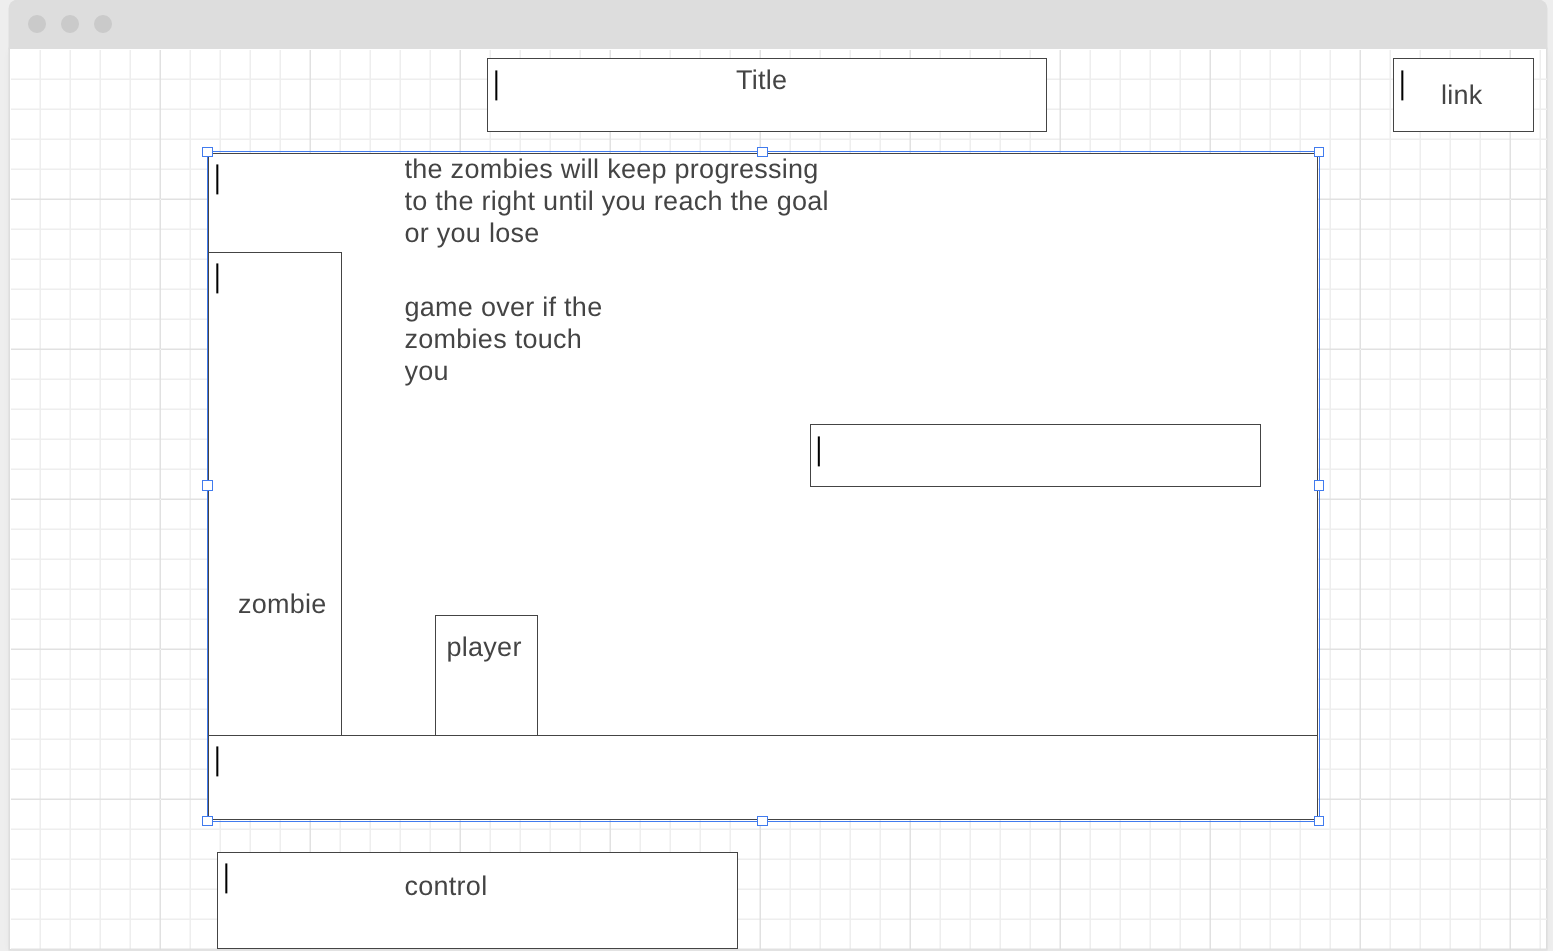 Title
link
the zombies will keep progressing
to the right until you reach the goal
or you lose
game over if the
zombies touch
you
zombie
player
control